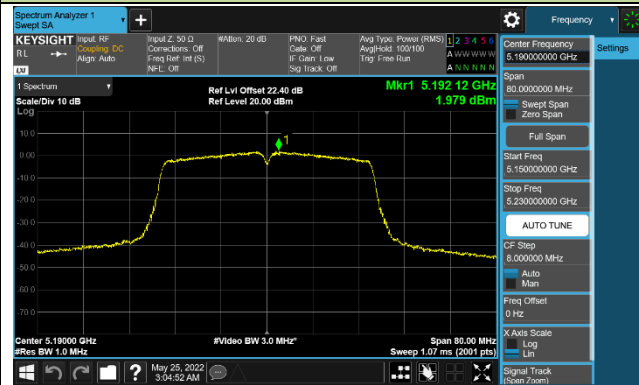 Spectrum Analyzer 1
Swept SA
+
Frequency
KEYSIGHT
RL
LXI
Input: RF
Coupling: DC
Align: Auto
Input Z: 50 Ω
Corrections: Off
Freq Ref: Int (S)
NFE: Off
#Atten: 20 dB
PNO: Fast
Gate: Off
IF Gain: Low
Sig Track: Off
Avg Type: Power (RMS)
Avg|Hold: 100/100
Trig: Free Run
1 2 3 4 5 6
A W W W W W
A N N N N N
1 Spectrum
Scale/Div 10 dB
Log
Ref Lvl Offset 22.40 dB
Ref Level 20.00 dBm
Mkr1 5.192 12 GHz
1.979 dBm
1
10.0
0.00
-10.0
-20.0
-30.0
-40.0
-50.0
-60.0
-70.0
Center 5.19000 GHz
#Res BW 1.0 MHz
#Video BW 3.0 MHz*
Span 80.00 MHz
Sweep 1.07 ms (2001 pts)
?
May 25, 2022
3:04:52 AM
Settings
Center Frequency
5.190000000 GHz
Span
80.0000000 MHz
Swept Span
Zero Span
Full Span
Start Freq
5.150000000 GHz
Stop Freq
5.230000000 GHz
AUTO TUNE
CF Step
8.000000 MHz
Auto
Man
Freq Offset
0 Hz
X Axis Scale
Log
Lin
Signal Track
(Span Zoom)